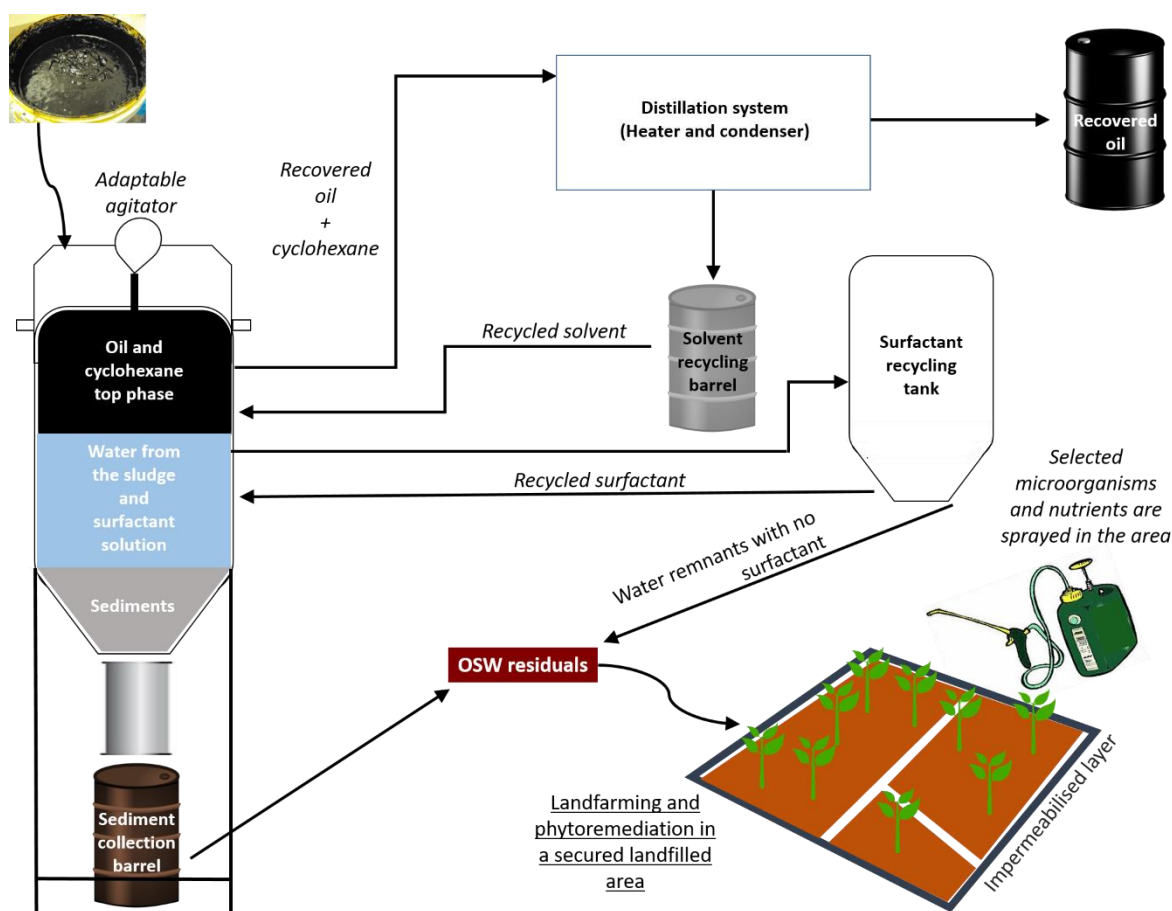 Distillation system
(Heater and condenser)
Recovered
oil
Adaptable
agitator
Recovered
oil
+
cyclohexane
Oil and
cyclohexane
top phase
Recycled solvent
Solvent
recycling
barrel
Surfactant
recycling
tank
Water from
the sludge
and
surfactant
solution
Recycled surfactant
Selected
microorganisms
and nutrients are
sprayed in the area
Water remnants with no
surfactant
Sediments
OSW residuals
Sediment
collection
barrel
Landfarming and
phytoremediation in
a secured landfilled
area
Impermeabilised layer